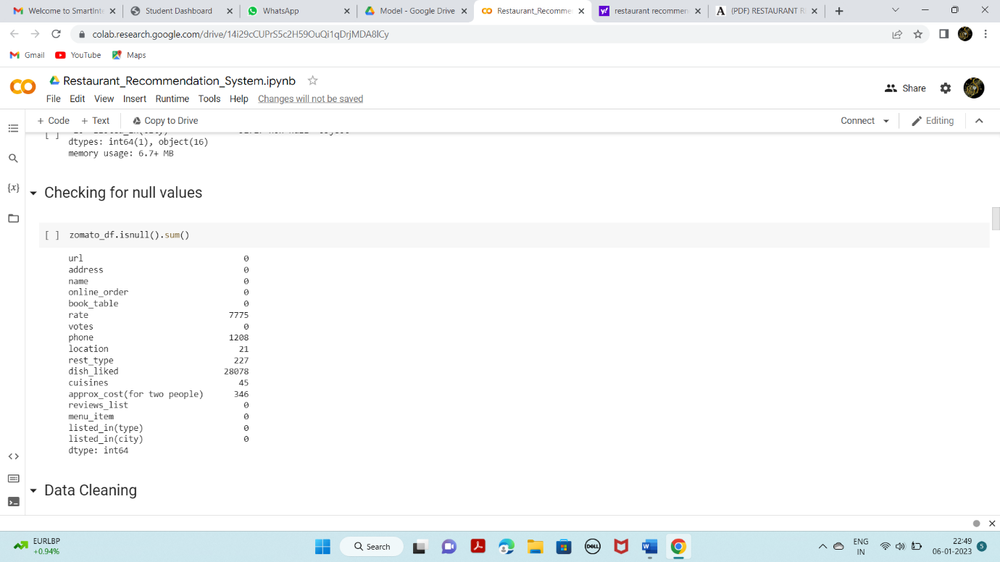 Welcome to SmartInte
Student Dashboard
WhatsApp
Model - Google Drive
Restaurant_Recomme
restaurant recommen
(PDF) RESTAURANT R
colab.research.google.com/drive/14i29cCUPrS5c2H59OuQi1qDrjMDA8lCy
Gmail YouTube Maps
Restaurant_Recommendation_System.ipynb
File Edit View Insert Runtime Tools Help Changes will not be saved
Share
+ Code + Text Copy to Drive
Connect Editing
[ ]
dtypes: int64(1), object(16)
memory usage: 6.7+ MB
{x}
Checking for null values
[ ] zomato_df.isnull().sum()
url 0
address 0
name 0
online_order 0
book_table 0
rate 7775
votes 0
phone 1208
location 21
rest_type 227
dish_liked 28078
cuisines 45
approx_cost(for two people) 346
reviews_list 0
menu_item 0
listed_in(type) 0
listed_in(city) 0
dtype: int64
Data Cleaning
EURLBP
+0.94%
Search
DELL
W
ENG
IN
22:49
06-01-2023
5